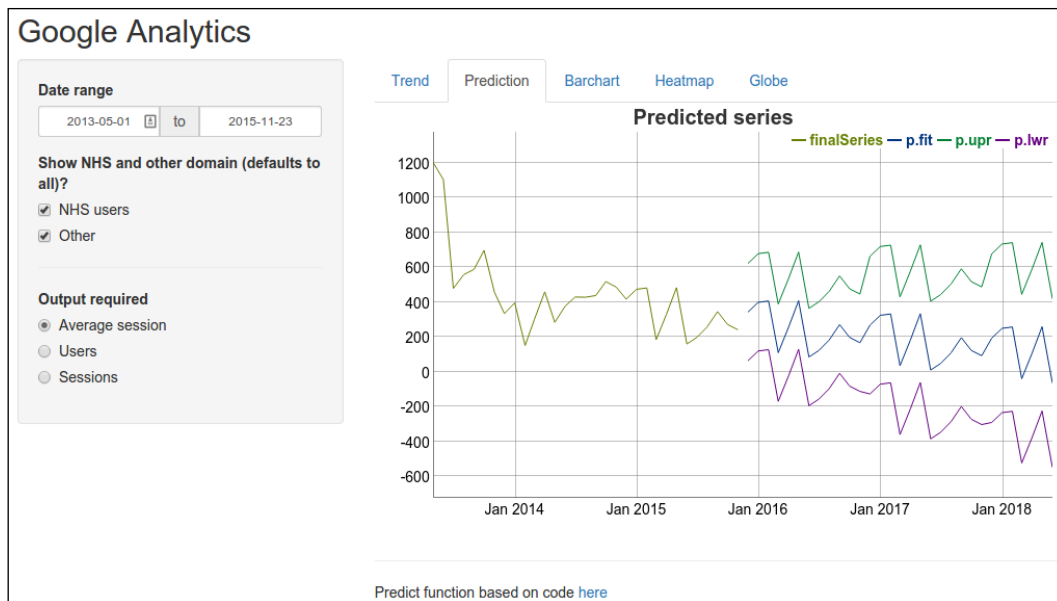 Google Analytics
Date range
2013-05-01 to 2015-11-23
Show NHS and other domain (defaults to
all)?
NHS users
Other
Output required
Average session
Users
Sessions
Trend Prediction Barchart Heatmap Globe
Predicted series
finalSeries p.fit p.upr p.lwr
1200
1000
800
600
400
200
0
-200
-400
-600
Jan 2014 Jan 2015 Jan 2016 Jan 2017 Jan 2018
Predict function based on code here